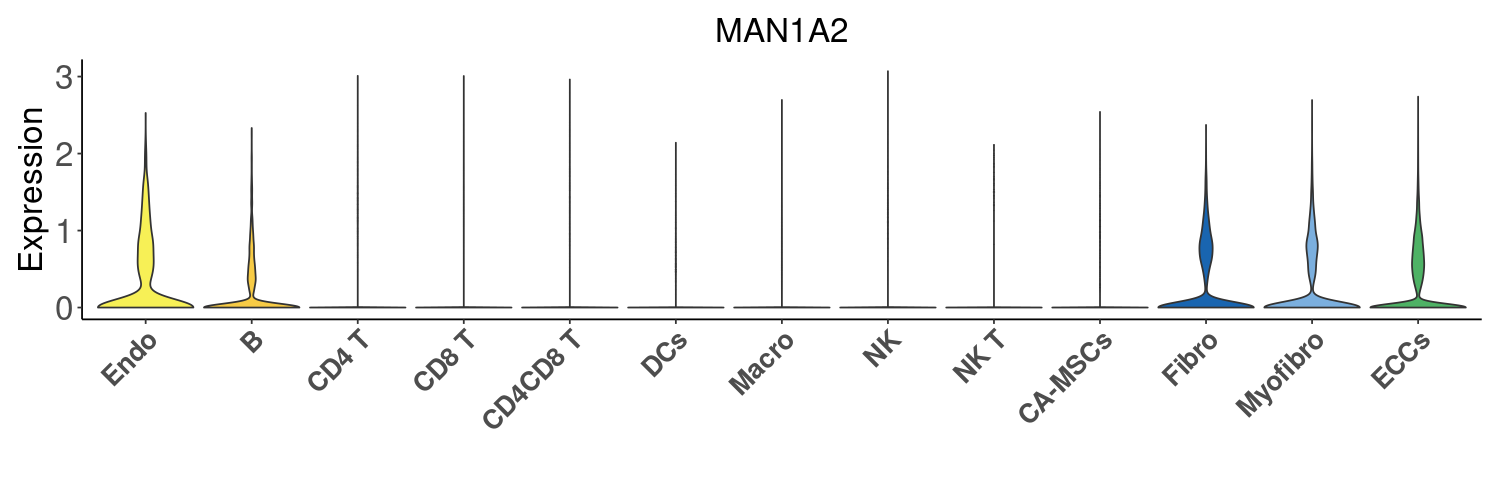 MAN1A2
Expression
3
2
1
0
Endo
B
CD4 T
CD8 T
CD4CD8 T
DCs
Macro
NK
NK T
CA-MSCs
Fibro
Myofibro
ECCs